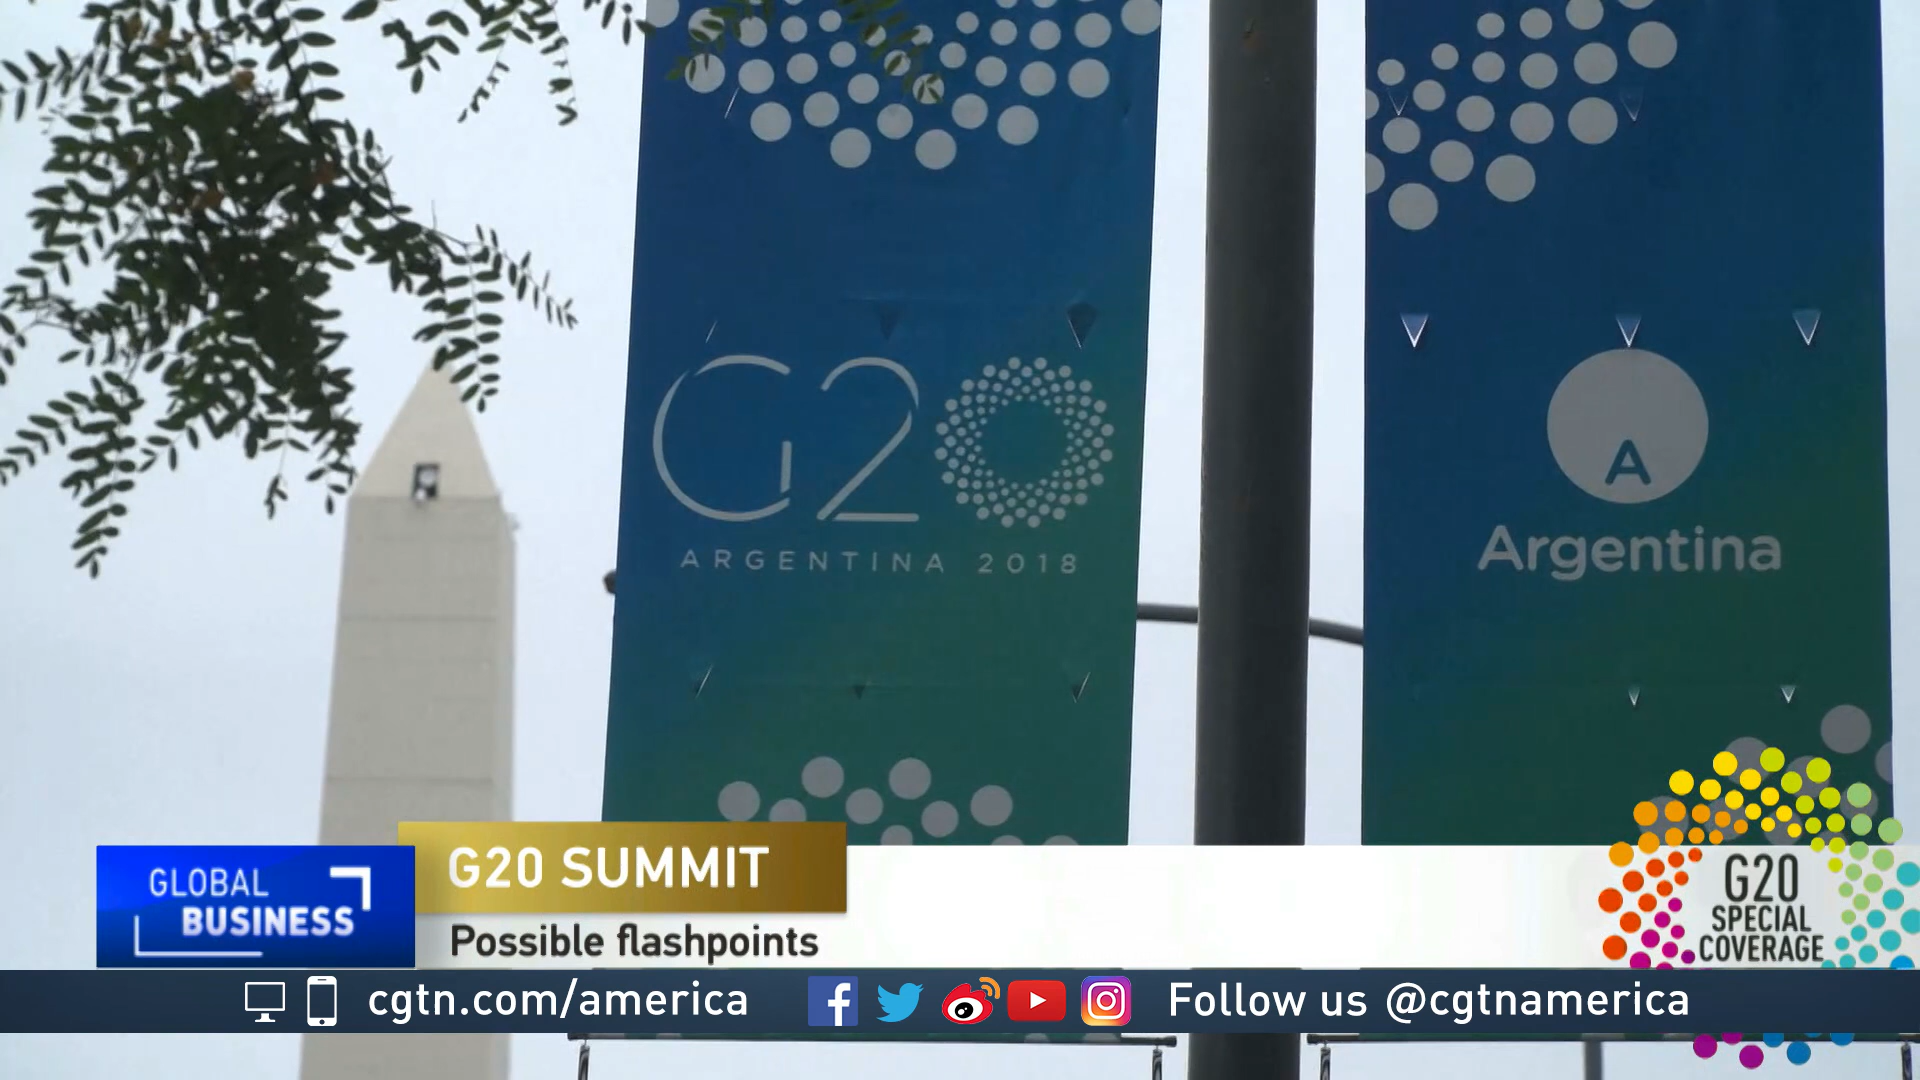 G20
ARGENTINA 2018
A
Argentina
GLOBAL
BUSINESS
G20 SUMMIT
Possible flashpoints
G20
SPECIAL
COVERAGE
cgtn.com/america
Follow us @cgtnamerica